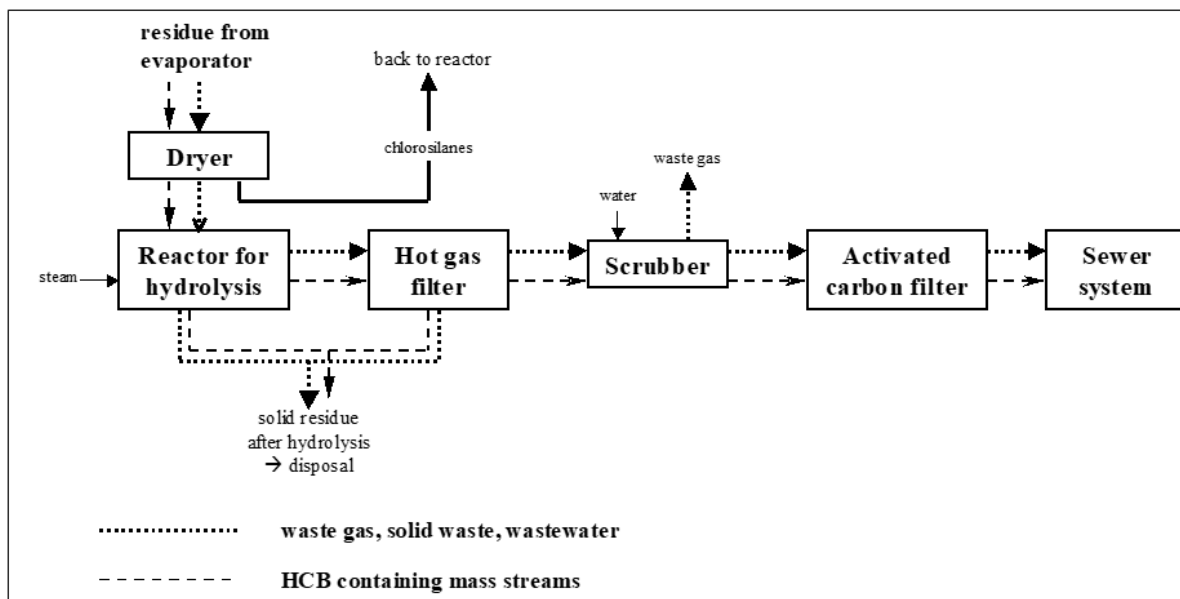 residue from
evaporator
back to reactor
Dryer
chlorosilanes
waste gas
water
steam
Reactor for
hydrolysis
Hot gas
filter
Scrubber
Activated
carbon filter
Sewer
system
solid residue
after hydrolysis
→ disposal
waste gas, solid waste, wastewater
HCB containing mass streams